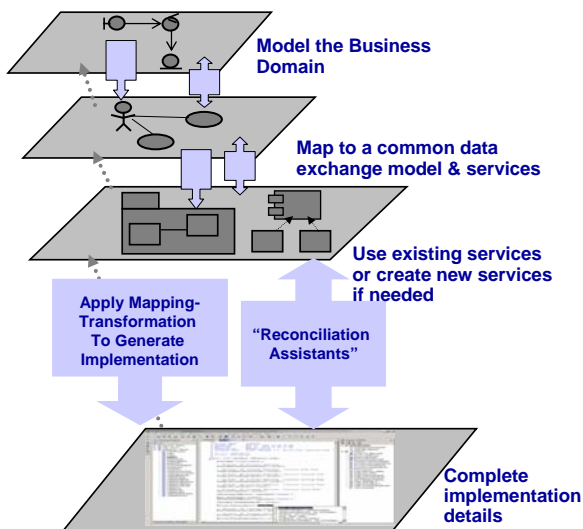 Model the Business
Domain
Map to a common data
exchange model & services
Use existing services
or create new services
if needed
Apply Mapping-
Transformation
To Generate
Implementation
“Reconciliation
Assistants”
Complete
implementation
details